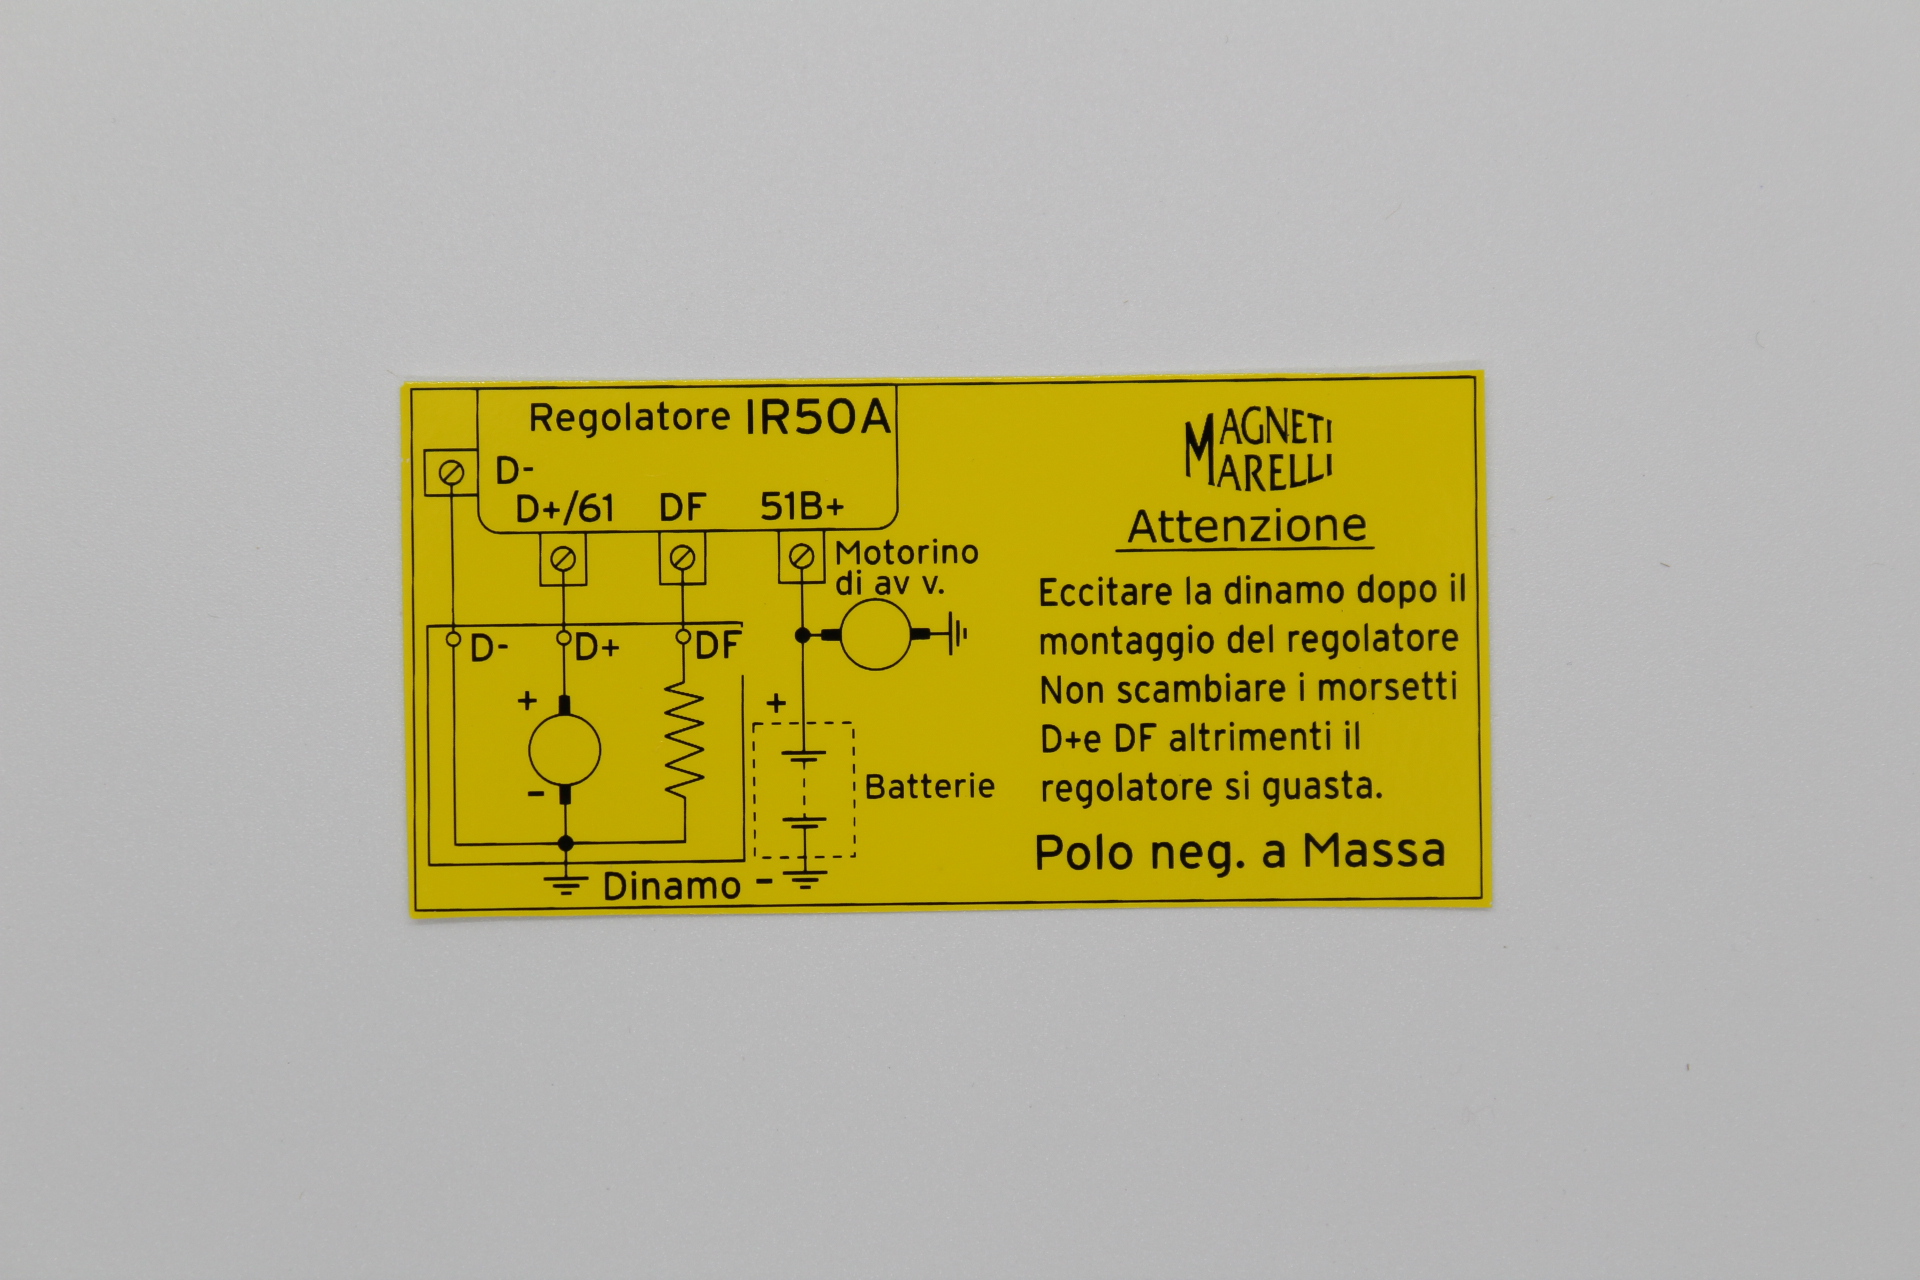 Regolatore IR50A
D-
D+/61 DF 51B+
Motorino
di av v.
D- D+ DF
+ +
-
Batterie
Dinamo -
MAGNETI
MARELLI
Attenzione
Eccitare la dinamo dopo il
montaggio del regolatore
Non scambiare i morsetti
D+e DF altrimenti il
regolatore si guasta.
Polo neg. a Massa